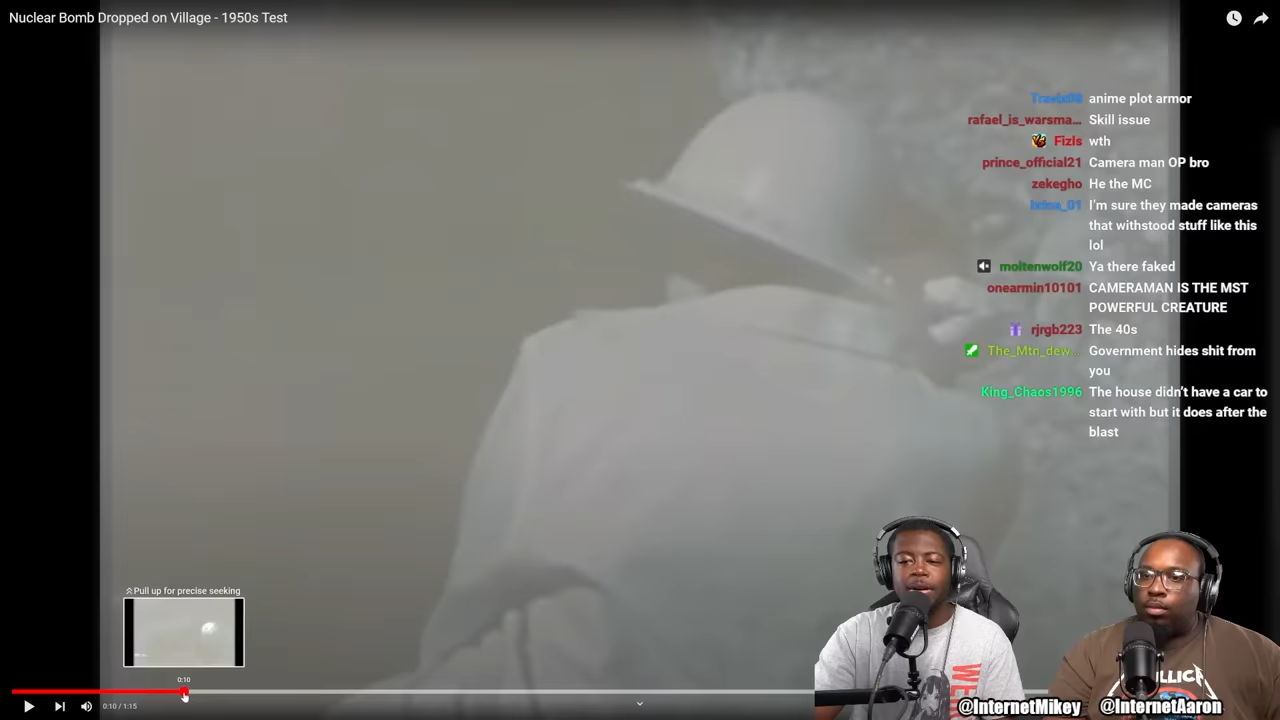 Nuclear Bomb Dropped on Village - 1950s Test
anime plot armor
rafael_is_warsma... Skill issue
Fizls wth
prince_official21 Camera man OP bro
zekegho He the MC
I'm sure they made cameras
that withstood stuff like this
lol
moltenwolf20 Ya there faked
onearmin10101 CAMERAMAN IS THE MST
POWERFUL CREATURE
rjrgb223 The 40s
The_Mtn_dew... Government hides shit from
you
King_Chaos1996 The house didn't have a car to
start with but it does after the
blast
Pull up for precise seeking
0:10
0:10 / 1:15
@InternetMikey @InternetAaron